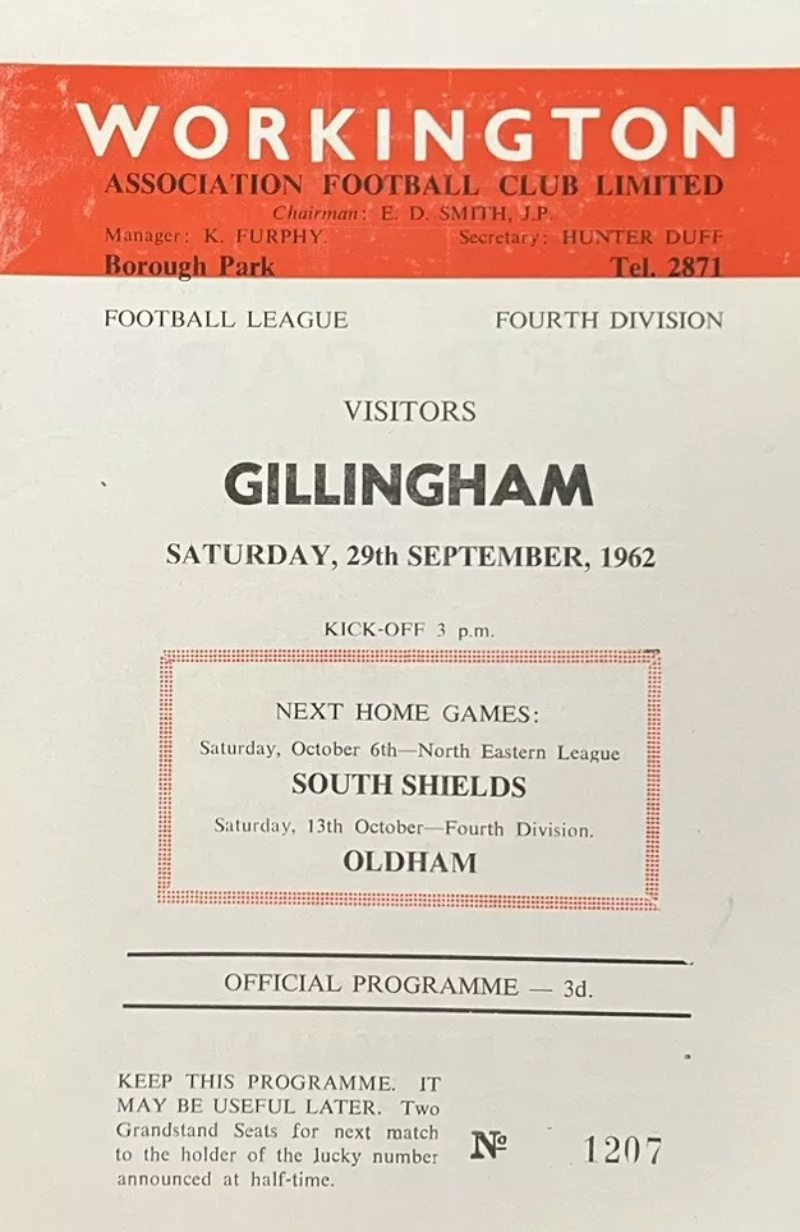 WORKINGTON
ASSOCIATION FOOTBALL CLUB LIMITED
Chairman: E. D. SMITH, J.P.
Manager: K. FURPHY. Secretary: HUNTER DUFF
Borough Park Tel. 2871
FOOTBALL LEAGUE FOURTH DIVISION
VISITORS
GILLINGHAM
SATURDAY, 29th SEPTEMBER, 1962
KICK-OFF 3 p.m.
NEXT HOME GAMES:
Saturday, October 6th—North Eastern League
SOUTH SHIELDS
Saturday, 13th October—Fourth Division.
OLDHAM
OFFICIAL PROGRAMME — 3d.
KEEP THIS PROGRAMME. IT
MAY BE USEFUL LATER. Two
Grandstand Seats for next match
to the holder of the lucky number
announced at half-time.
№ 1207